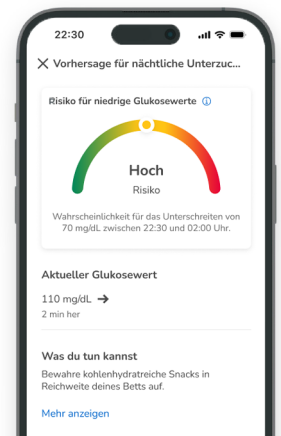 22:30
Vorhersage für nächtliche Unterzuc...
Risiko für niedrige Glukosewerte
Hoch
Risiko
Wahrscheinlichkeit für das Unterschreiten von
70 mg/dL zwischen 22:30 und 02:00 Uhr.
Aktueller Glukosewert
110 mg/dL
2 min her
Was du tun kannst
Bewahre kohlenhydratreiche Snacks in
Reichweite deines Betts auf.
Mehr anzeigen